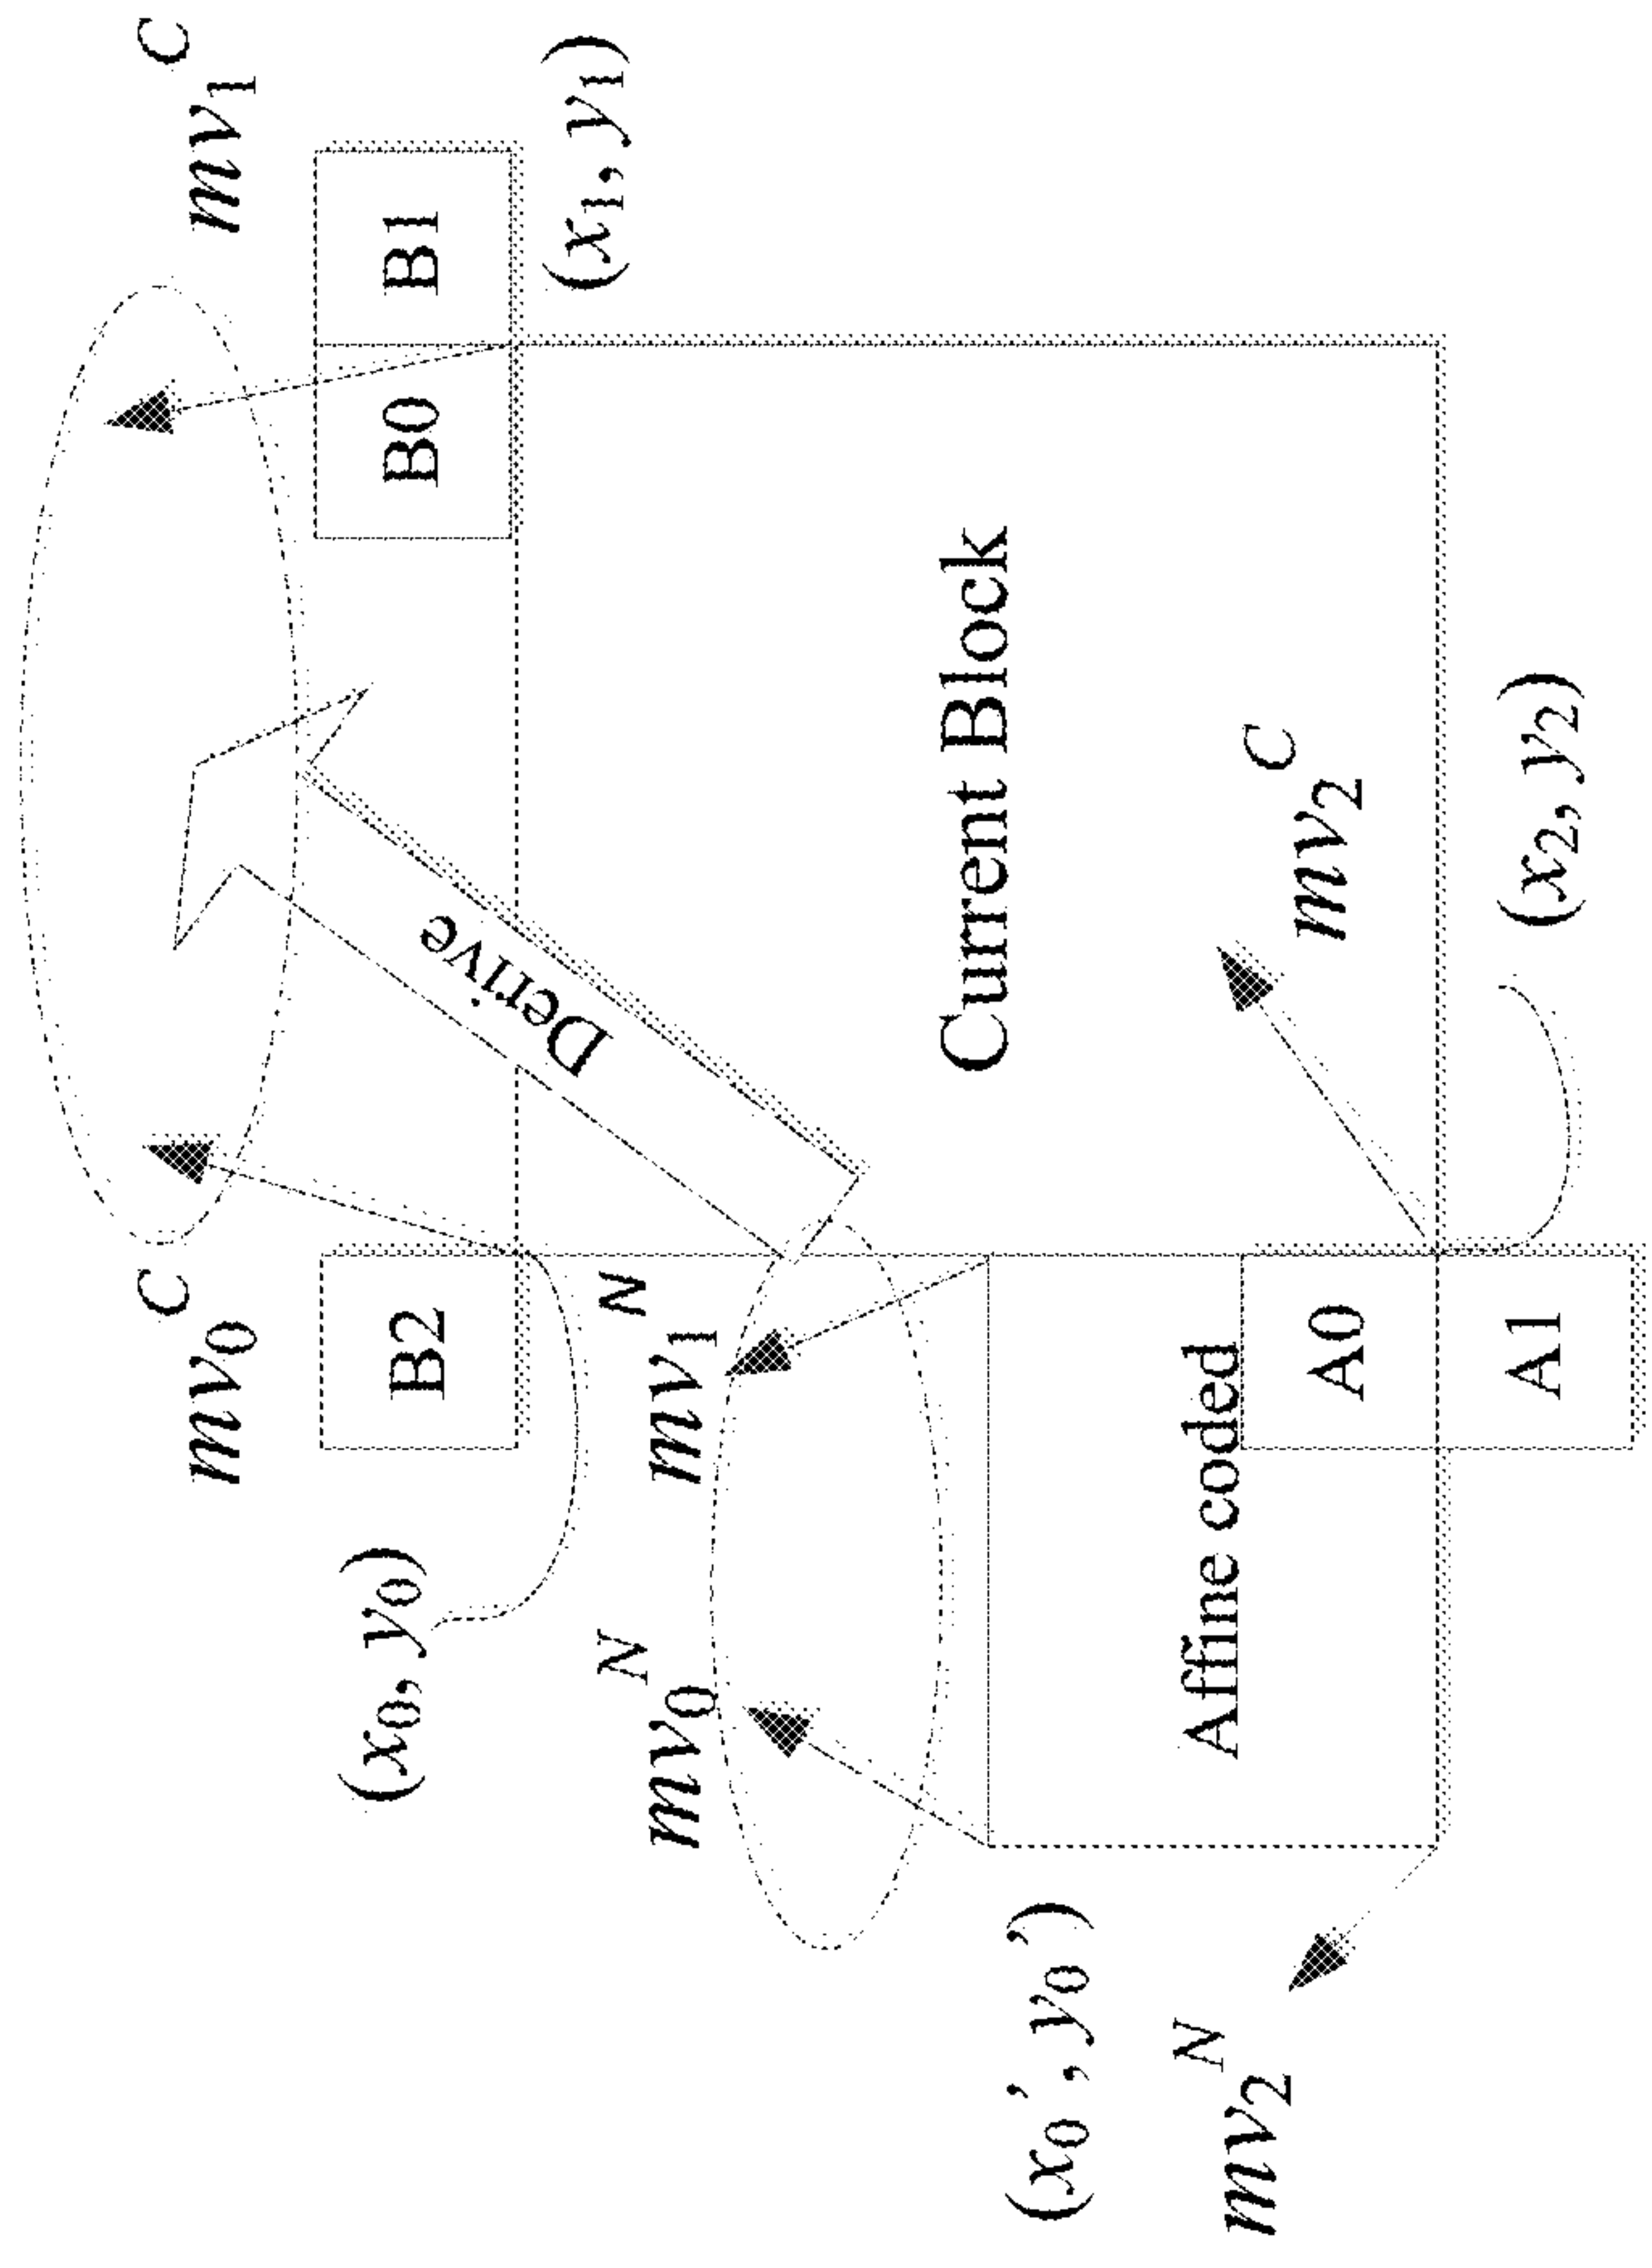 mv₀ᶜ
mv₁ᶜ
B2
B0
B1
(x₀, y₀)
(x₁, y₁)
Derive
mv₀ᴺ
mv₁ᴺ
Current Block
(x₀', y₀')
Affine coded
mv₂ᴺ
A0
mv₂ᶜ
A1
(x₂, y₂)